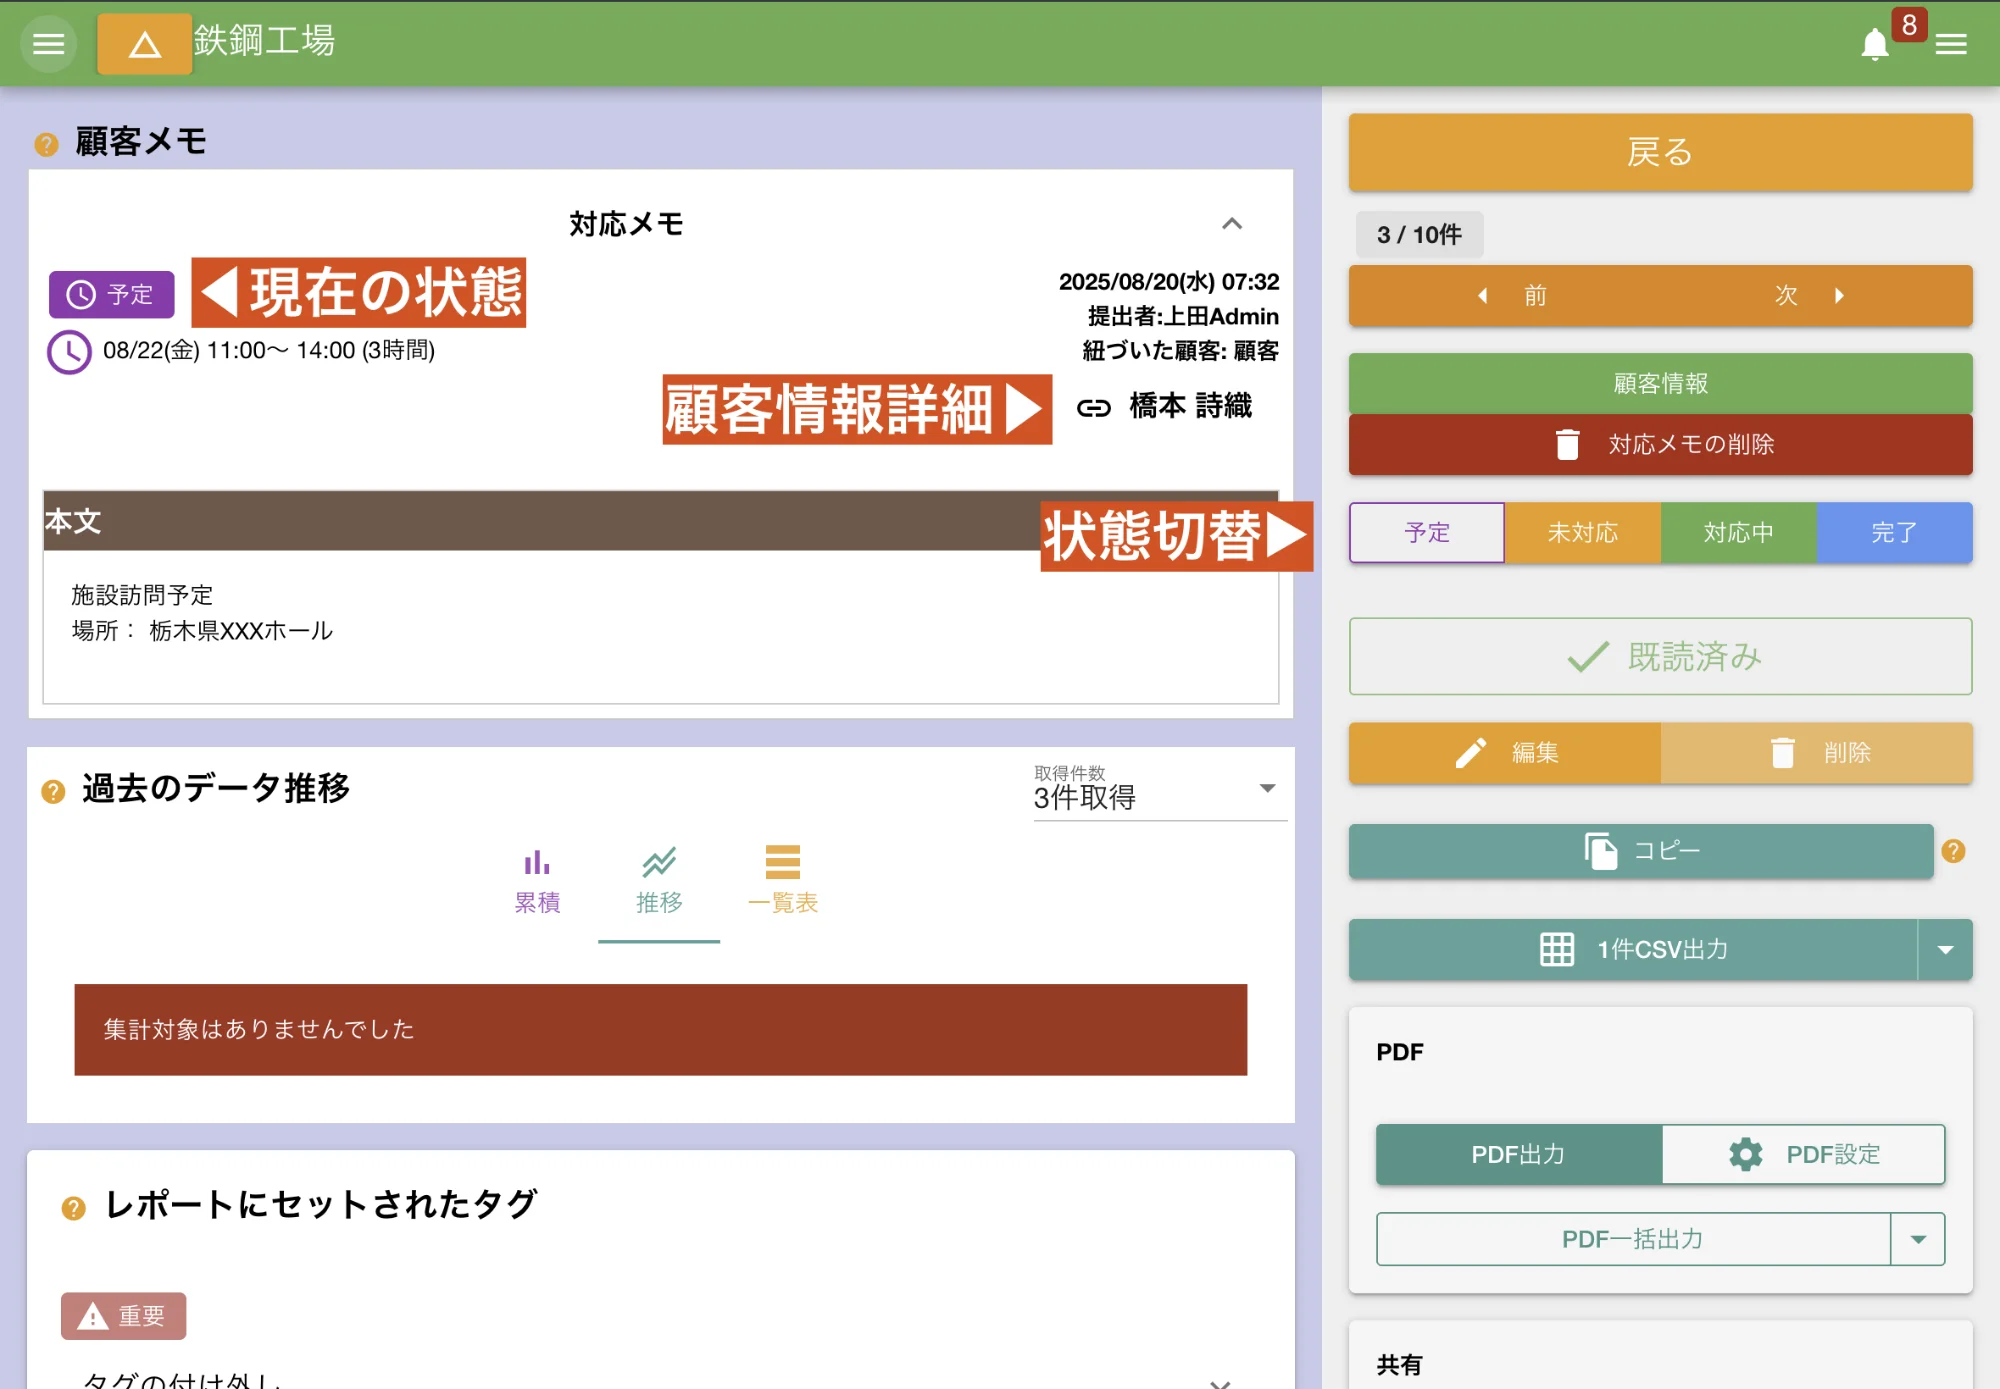 鉄鋼工場
8
顧客メモ
対応メモ
予定
◀現在の状態
08/22(金) 11:00〜 14:00 (3時間)
2025/08/20(水) 07:32
提出者:上田Admin
紐づいた顧客: 顧客
顧客情報詳細▶
橋本 詩織
本文
状態切替▶
施設訪問予定
場所： 栃木県XXXホール
過去のデータ推移
取得件数
3件取得
累積
推移
一覧表
集計対象はありませんでした
レポートにセットされたタグ
重要
タグの付け外し
戻る
3 / 10件
前
次
顧客情報
対応メモの削除
予定
未対応
対応中
完了
既読済み
編集
削除
コピー
1件CSV出力
PDF
PDF出力
PDF設定
PDF一括出力
共有